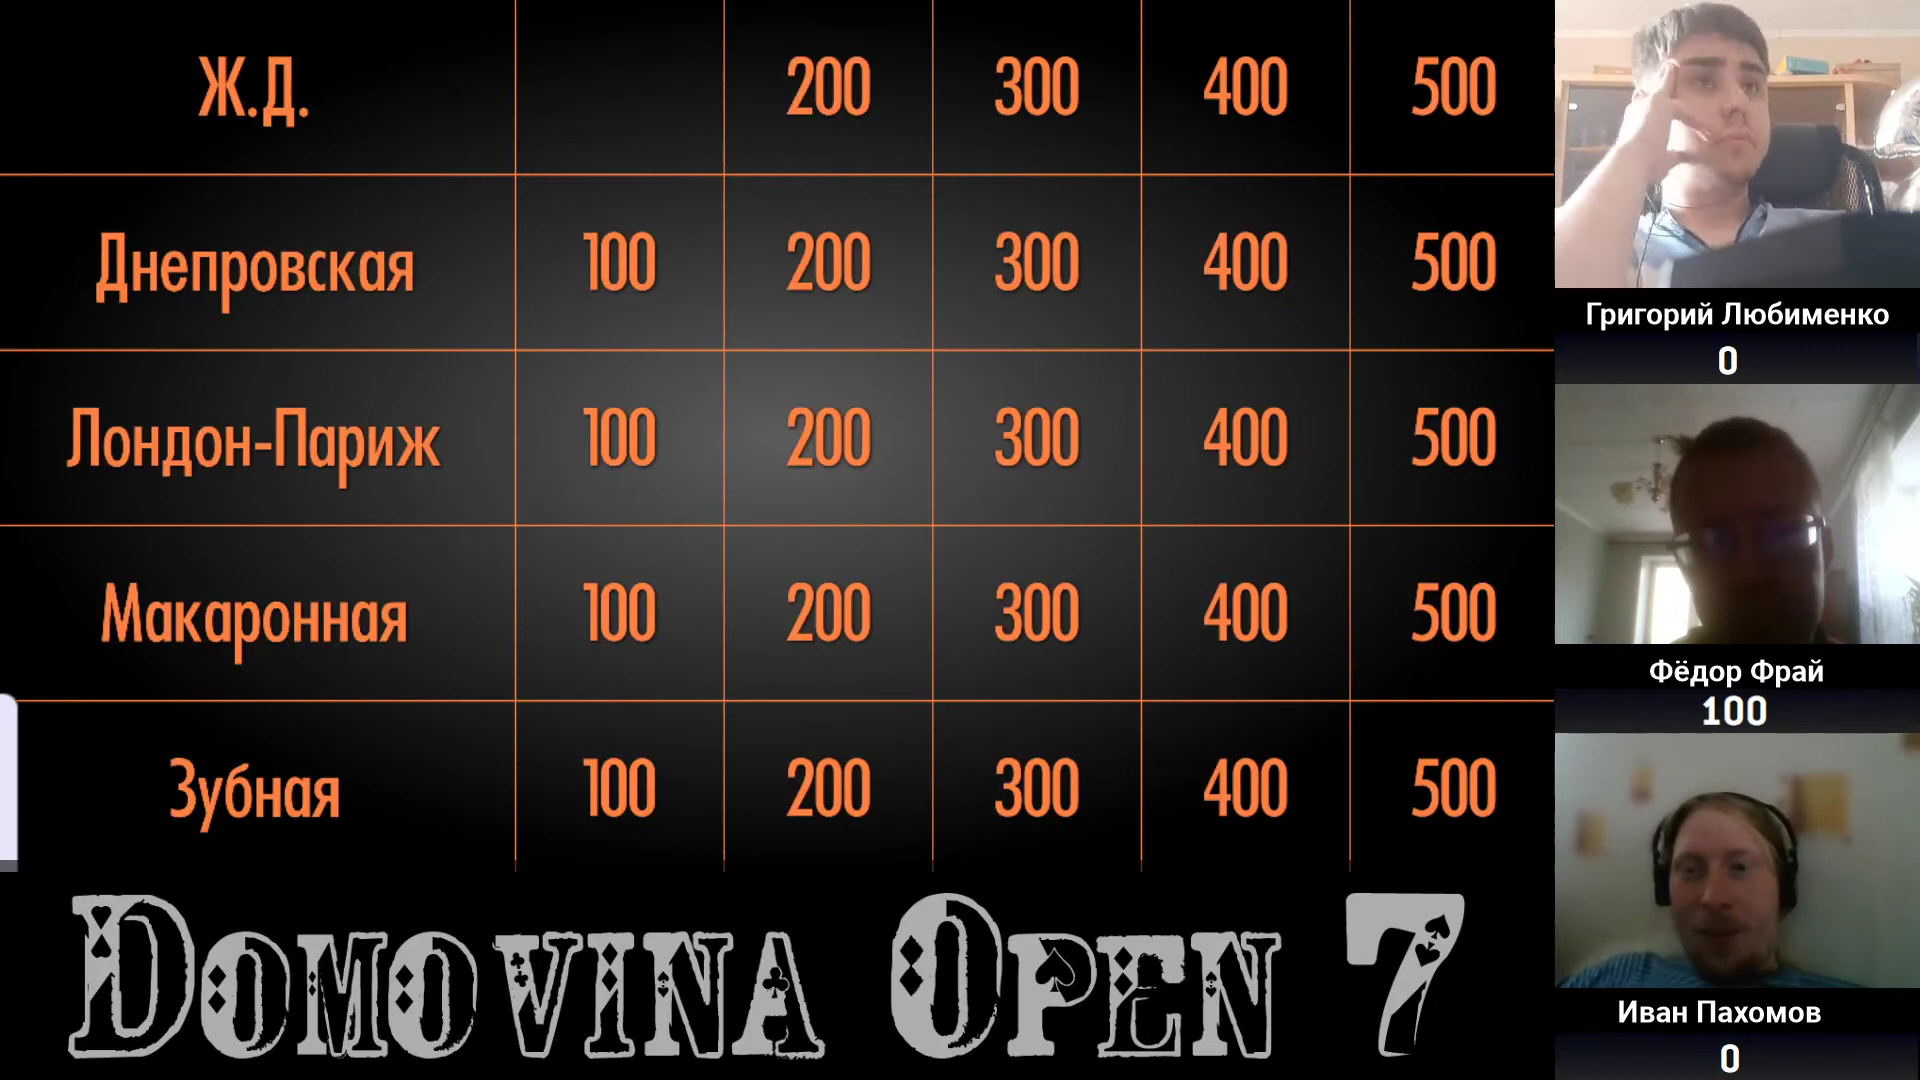 Ж.Д. 200 300 400 500
Днепровская 100 200 300 400 500
Лондон-Париж 100 200 300 400 500
Макаронная 100 200 300 400 500
Зубная 100 200 300 400 500
DOMOVINA OPEN 7
Григорий Любименко
0
Фёдор Фрай
100
Иван Пахомов
0